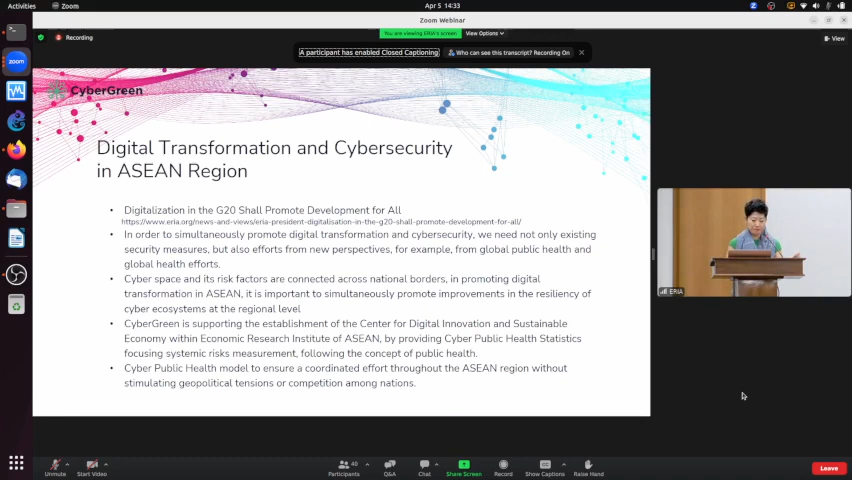 Activities
Zoom
Apr 5 14:33
Zoom Webinar
Recording
You are viewing ERIA's screen
View Options
View
A participant has enabled Closed Captioning
Who can see this transcript? Recording On
CyberGreen
Digital Transformation and Cybersecurity
in ASEAN Region
• Digitalization in the G20 Shall Promote Development for All
https://www.eria.org/news-and-views/eria-president-digitalisation-in-the-g20-shall-promote-development-for-all/
• In order to simultaneously promote digital transformation and cybersecurity, we need not only existing
security measures, but also efforts from new perspectives, for example, from global public health and
global health efforts.
• Cyber space and its risk factors are connected across national borders, in promoting digital
transformation in ASEAN, it is important to simultaneously promote improvements in the resiliency of
cyber ecosystems at the regional level
• CyberGreen is supporting the establishment of the Center for Digital Innovation and Sustainable
Economy within Economic Research Institute of ASEAN, by providing Cyber Public Health Statistics
focusing systemic risks measurement, following the concept of public health.
• Cyber Public Health model to ensure a coordinated effort throughout the ASEAN region without
stimulating geopolitical tensions or competition among nations.
ERIA
zoom
Unmute
Start Video
Participants
40
Q&A
Chat
Share Screen
Record
Show Captions
Raise Hand
Leave